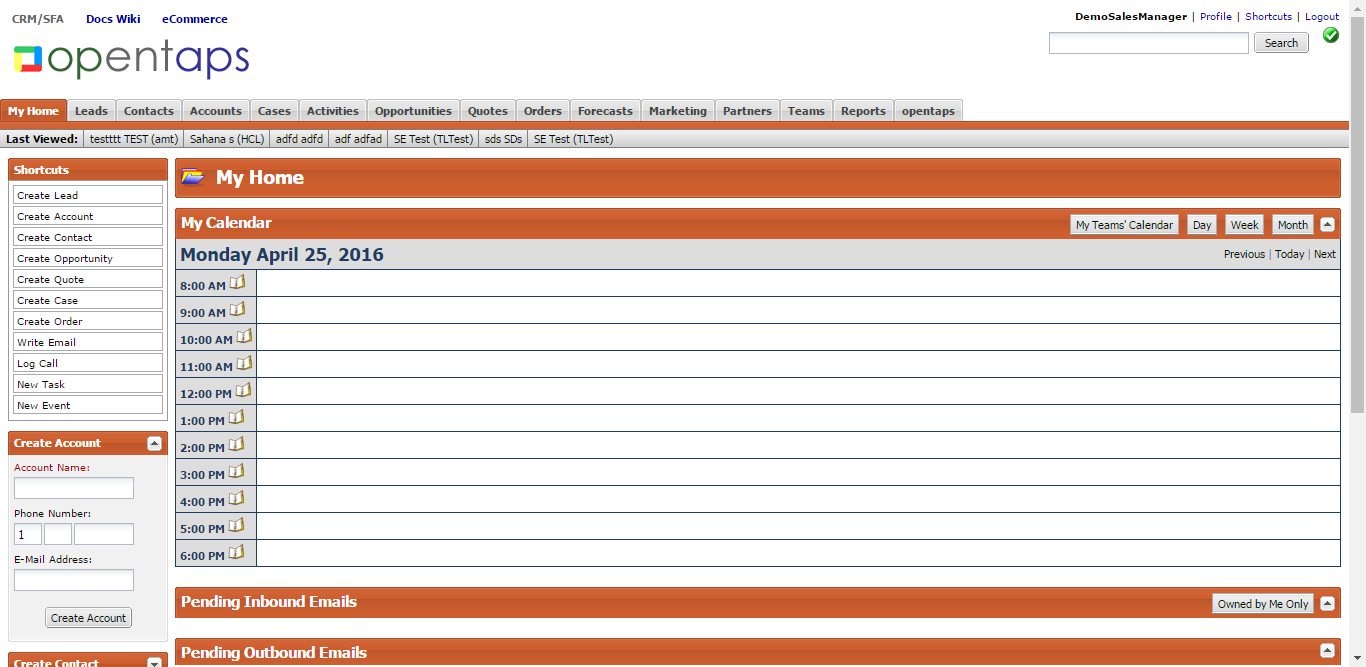 CRM/SFA Docs Wiki eCommerce
DemoSalesManager | Profile | Shortcuts | Logout
opentaps
Search
My Home Leads Contacts Accounts Cases Activities Opportunities Quotes Orders Forecasts Marketing Partners Teams Reports opentaps
Last Viewed: testttt TEST (amt) Sahana s (HCL) adfd adfd adf adfad SE Test (TLTest) sds SDs SE Test (TLTest)
Shortcuts
Create Lead
Create Account
Create Contact
Create Opportunity
Create Quote
Create Case
Create Order
Write Email
Log Call
New Task
New Event
Create Account
Account Name:
Phone Number:
1
E-Mail Address:
Create Account
Create Contact
My Home
My Calendar My Teams' Calendar Day Week Month
Monday April 25, 2016 Previous | Today | Next
8:00 AM
9:00 AM
10:00 AM
11:00 AM
12:00 PM
1:00 PM
2:00 PM
3:00 PM
4:00 PM
5:00 PM
6:00 PM
Pending Inbound Emails Owned by Me Only
Pending Outbound Emails